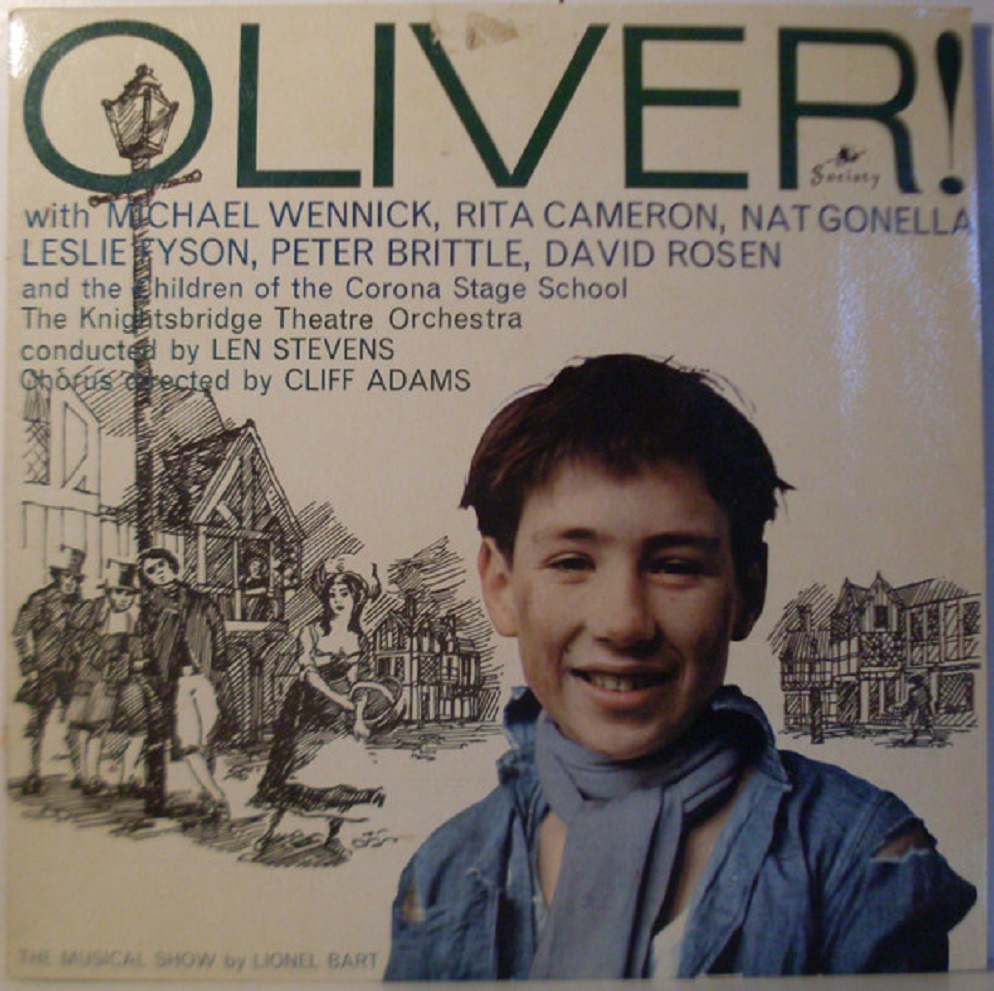 OLIVER!
Society
with MICHAEL WENNICK, RITA CAMERON, NAT GONELLA
LESLIE FYSON, PETER BRITTLE, DAVID ROSEN
and the Children of the Corona Stage School
The Knightsbridge Theatre Orchestra
conducted by LEN STEVENS
Chorus directed by CLIFF ADAMS
THE MUSICAL SHOW by LIONEL BART